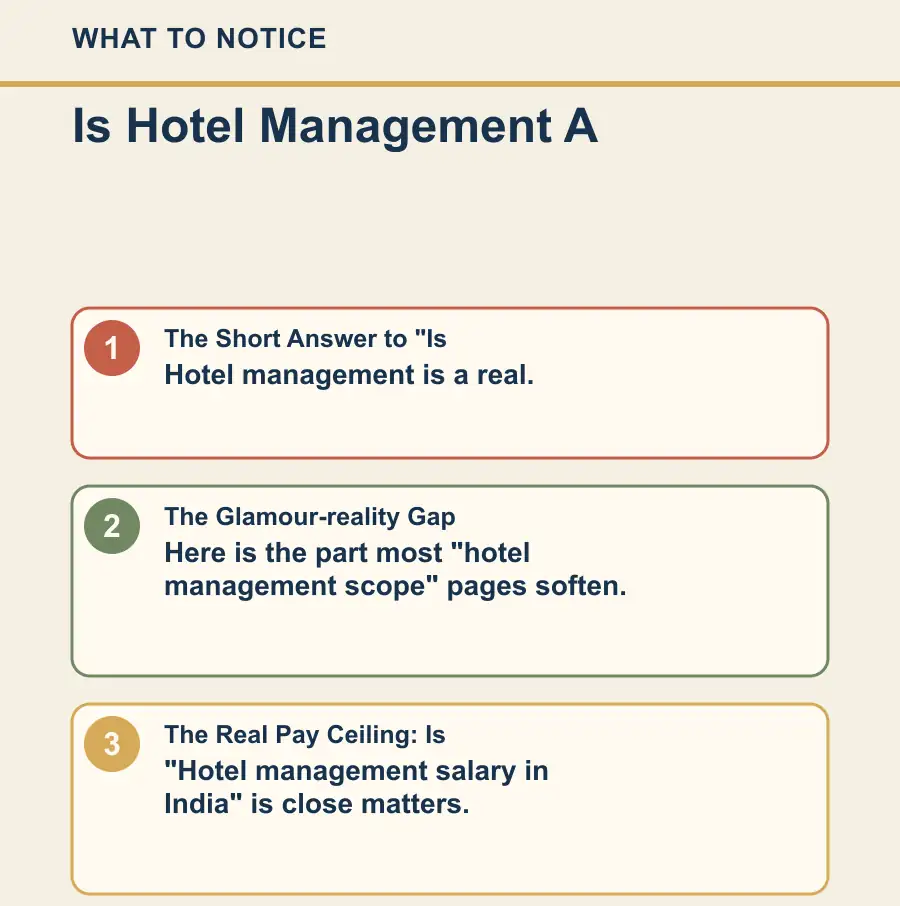 WHAT TO NOTICE
Is Hotel Management A
1
The Short Answer to "Is
Hotel management is a real.
2
The Glamour-reality Gap
Here is the part most "hotel
management scope" pages soften.
3
The Real Pay Ceiling: Is
"Hotel management salary in
India" is close matters.